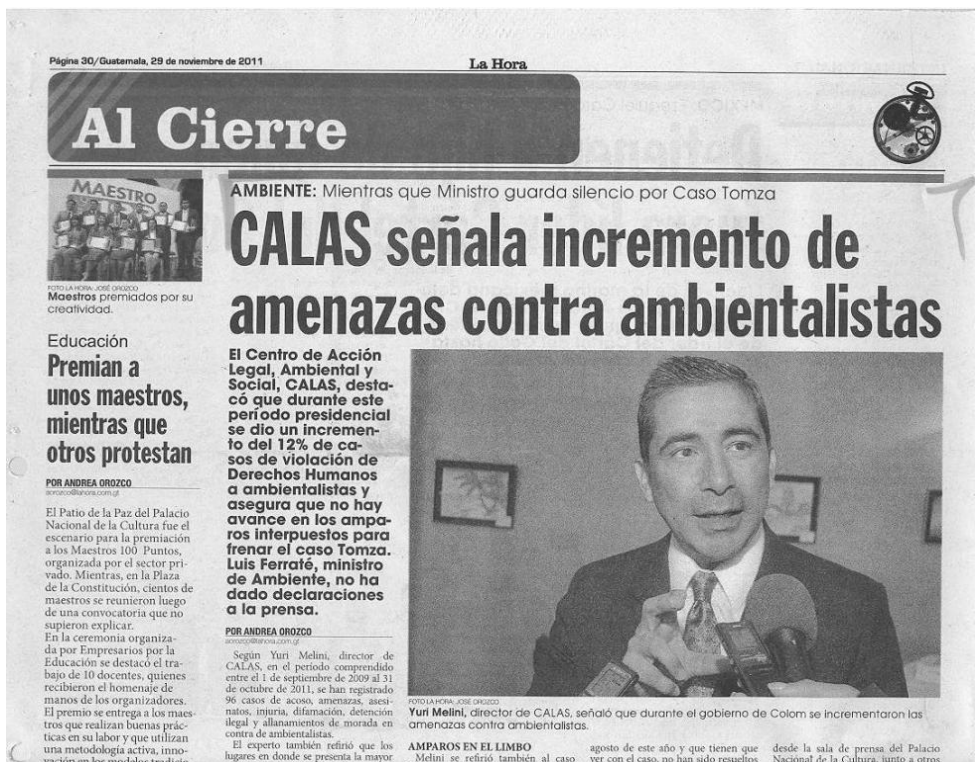 Página 30/Guatemala, 29 de noviembre de 2011
La Hora
Al Cierre
MAESTRO
FOTO LA HORA: JOSÉ OROZCO
Maestros premiados por su
creatividad.
Educación
Premian a
unos maestros,
mientras que
otros protestan
POR ANDREA OROZCO
aorozco@lahora.com.gt
El Patio de la Paz del Palacio
Nacional de la Cultura fue el
escenario para la premiación
a los Maestros 100 Puntos,
organizada por el sector pri-
vado. Mientras, en la Plaza
de la Constitución, cientos de
maestros se reunieron luego
de una convocatoria que no
supieron explicar.
En la ceremonia organiza-
da por Empresarios por la
Educación se destacó el tra-
bajo de 10 docentes, quienes
recibieron el homenaje de
manos de los organizadores.
El premio se entrega a los maes-
tros que realizan buenas prác-
ticas en su labor y que utilizan
una metodología activa, inno-
vación en los modelos tradicio-
AMBIENTE: Mientras que Ministro guarda silencio por Caso Tomza
CALAS señala incremento de
amenazas contra ambientalistas
El Centro de Acción
Legal, Ambiental y
Social, CALAS, desta-
có que durante este
período presidencial
se dio un incremen-
to del 12% de ca-
sos de violación de
Derechos Humanos
a ambientalistas y
asegura que no hay
avance en los ampa-
ros interpuestos para
frenar el caso Tomza.
Luis Ferraté, ministro
de Ambiente, no ha
dado declaraciones
a la prensa.
POR ANDREA OROZCO
aorozco@lahora.com.gt
Según Yuri Melini, director de
CALAS, en el período comprendido
entre el 1 de septiembre de 2009 al 31
de octubre de 2011, se han registrado
96 casos de acoso, amenazas, asesi-
natos, injuria, difamación, detención
ilegal y allanamientos de morada en
contra de ambientalistas.
El experto también refirió que los
lugares en donde se presenta la mayor
FOTO LA HORA: JOSÉ OROZCO
Yuri Melini, director de CALAS, señaló que durante el gobierno de Colom se incrementaron las
amenazas contra ambientalistas.
AMPAROS EN EL LIMBO
Melini se refirió también al caso
agosto de este año y que tienen que
ver con el caso, no han sido resueltos
desde la sala de prensa del Palacio
Nacional de la Cultura, junto a otros